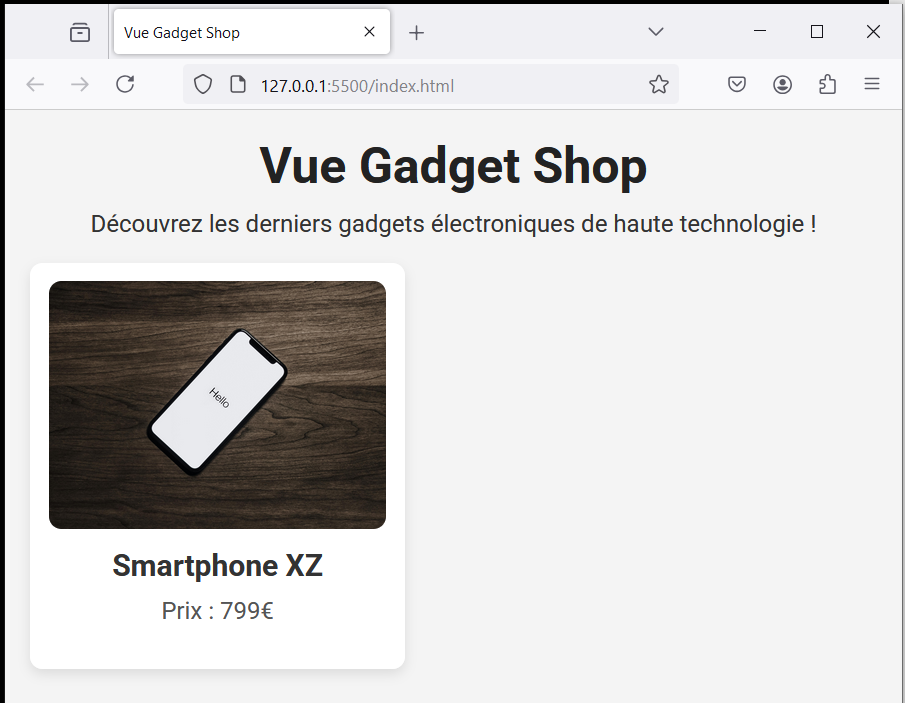 Vue Gadget Shop
127.0.0.1:5500/index.html
Vue Gadget Shop
Découvrez les derniers gadgets électroniques de haute technologie !
Hello
Smartphone XZ
Prix : 799€